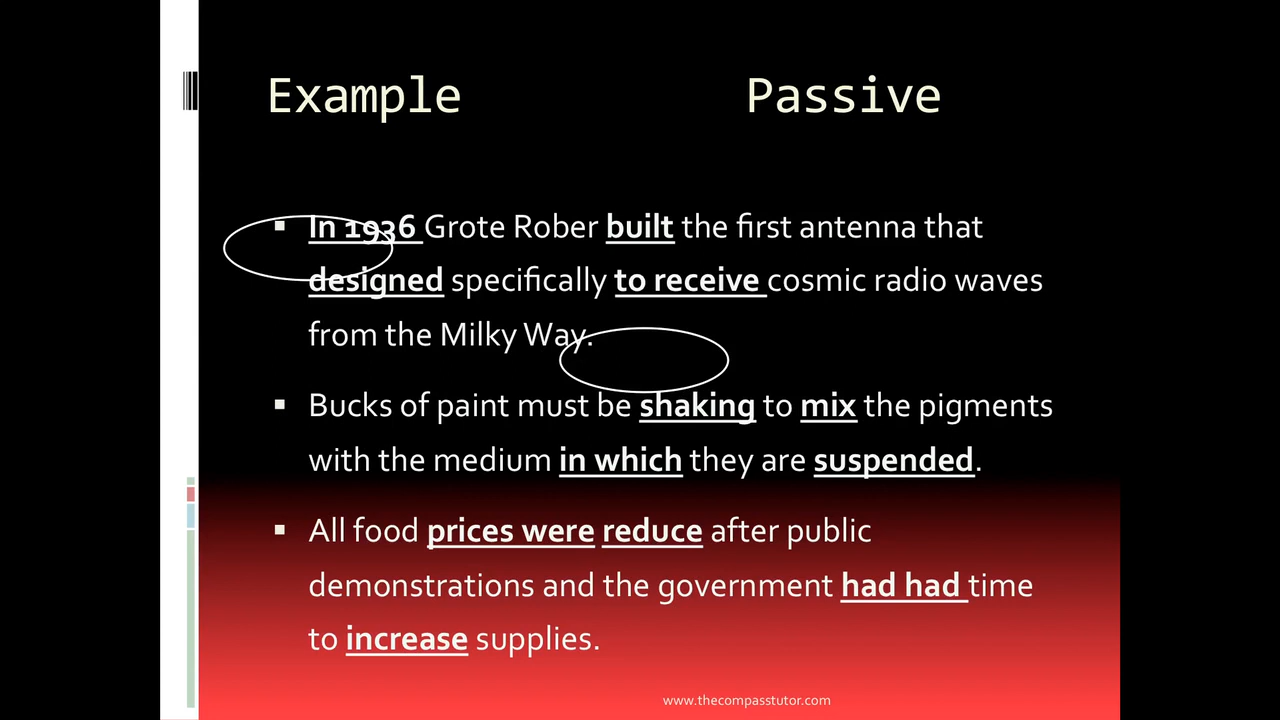 Example Passive
▪ In 1936 Grote Rober built the first antenna that
designed specifically to receive cosmic radio waves
from the Milky Way.
▪ Bucks of paint must be shaking to mix the pigments
with the medium in which they are suspended.
▪ All food prices were reduce after public
demonstrations and the government had had time
to increase supplies.
www.thecompasstutor.com